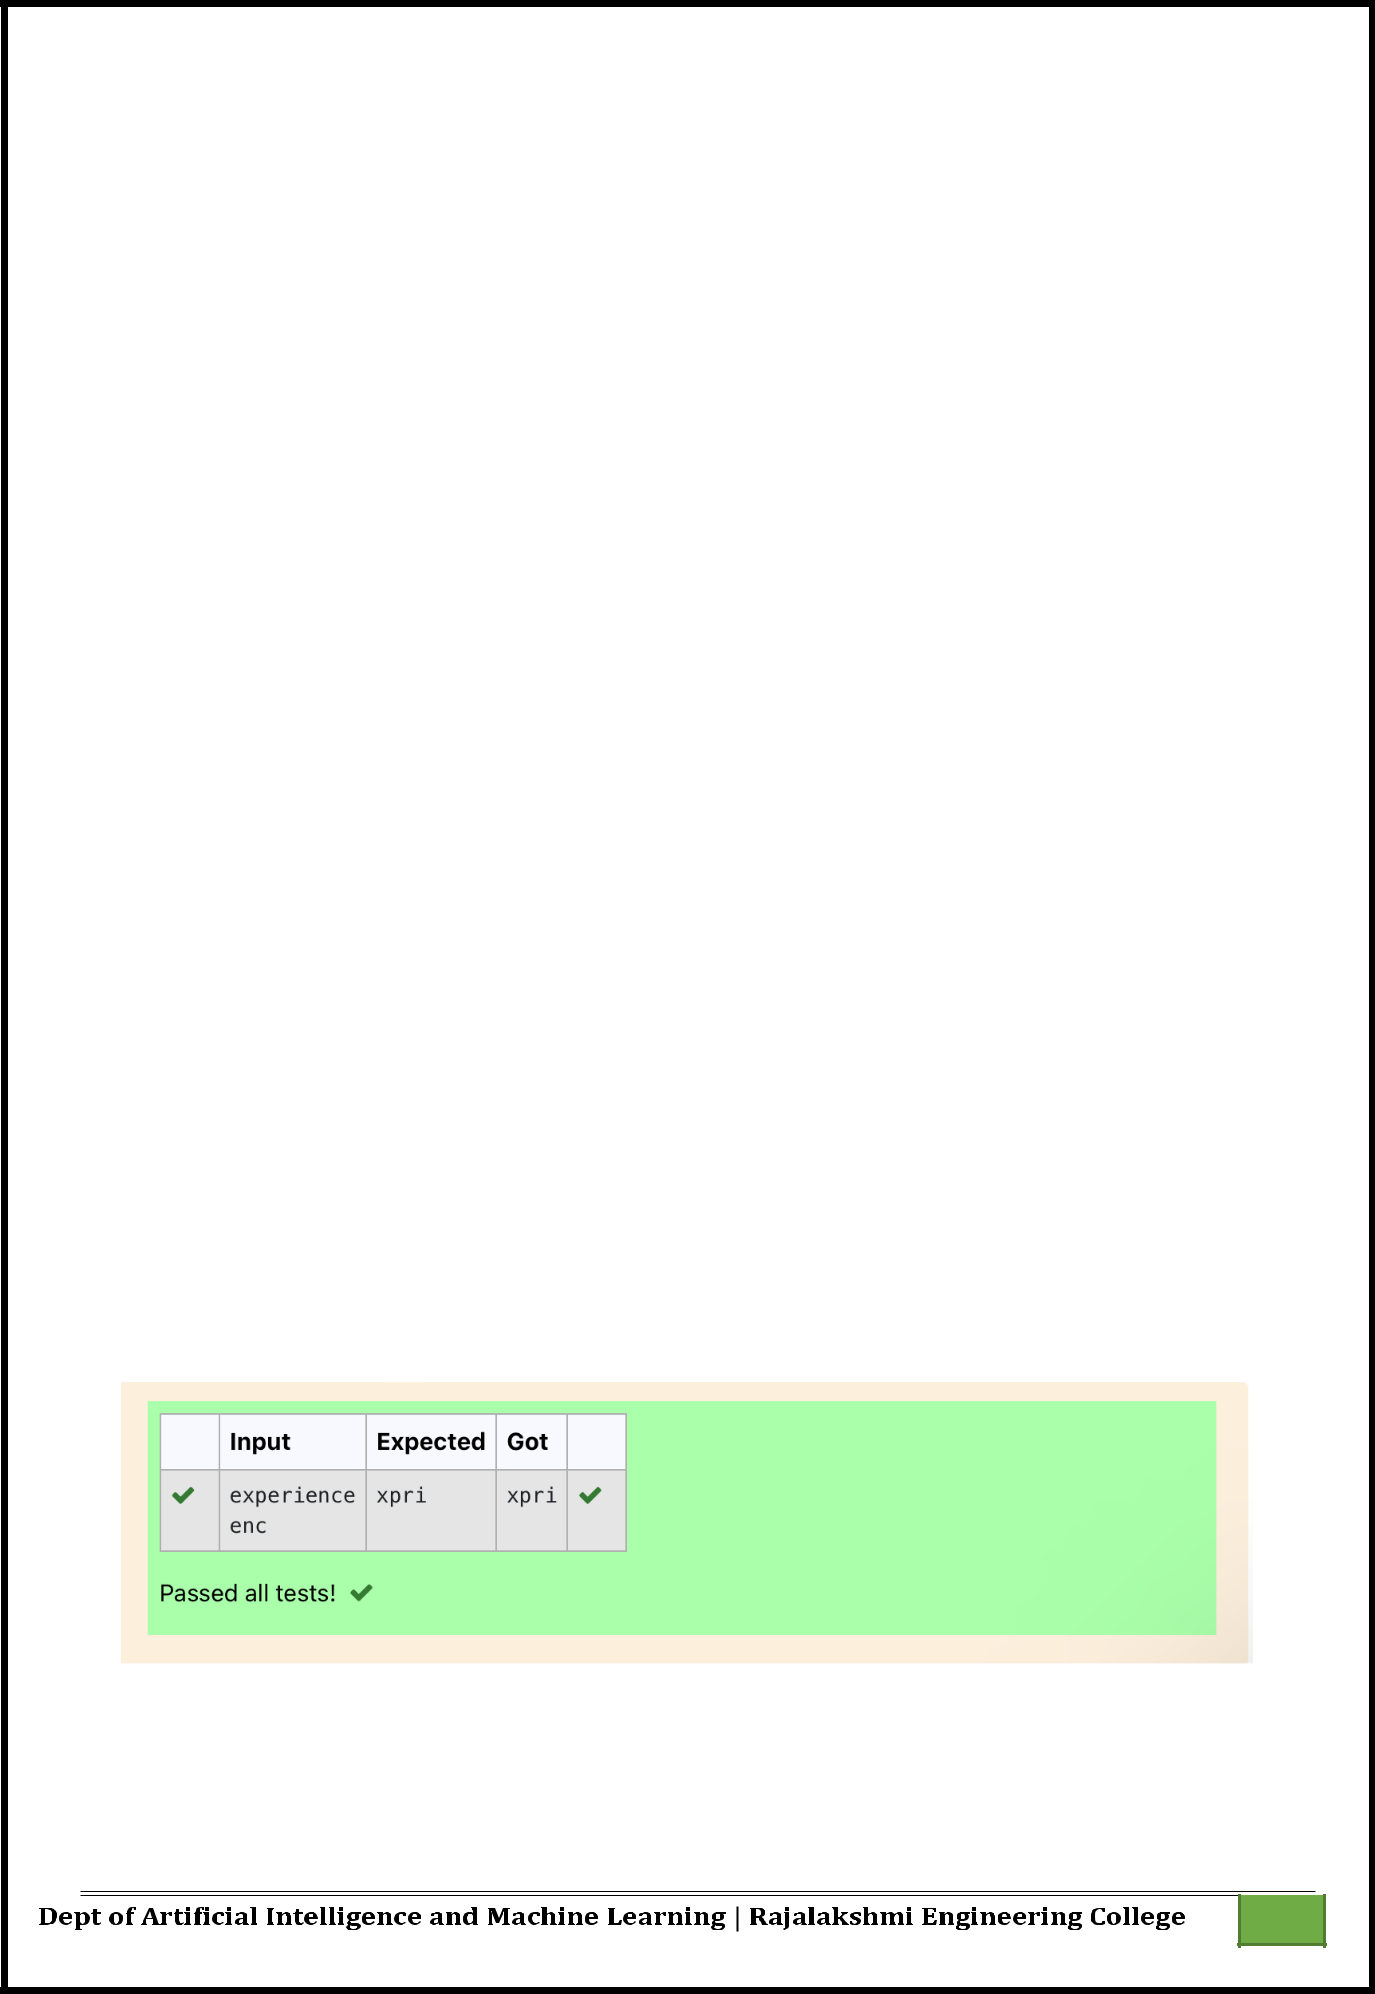 Input Expected Got
experience xpri xpri
enc
Passed all tests!
Dept of Artificial Intelligence and Machine Learning | Rajalakshmi Engineering College